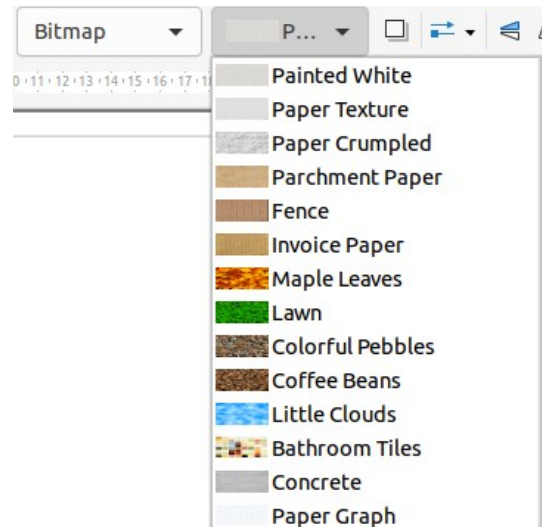 Bitmap P...
0 11 12 13 14 15 16 17 1
Painted White
Paper Texture
Paper Crumpled
Parchment Paper
Fence
Invoice Paper
Maple Leaves
Lawn
Colorful Pebbles
Coffee Beans
Little Clouds
Bathroom Tiles
Concrete
Paper Graph